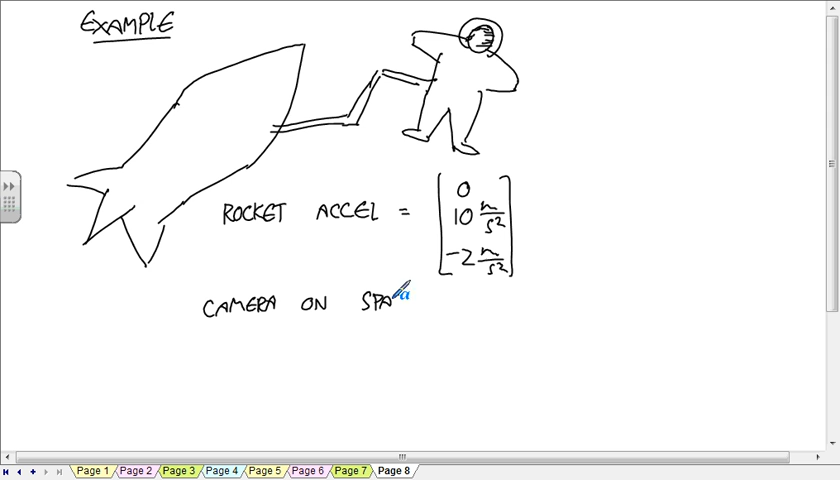 EXAMPLE
ROCKET ACCEL =
0
10 m/s²
-2 m/s²
CAMERA ON SPA
Page 1 Page 2 Page 3 Page 4 Page 5 Page 6 Page 7 Page 8